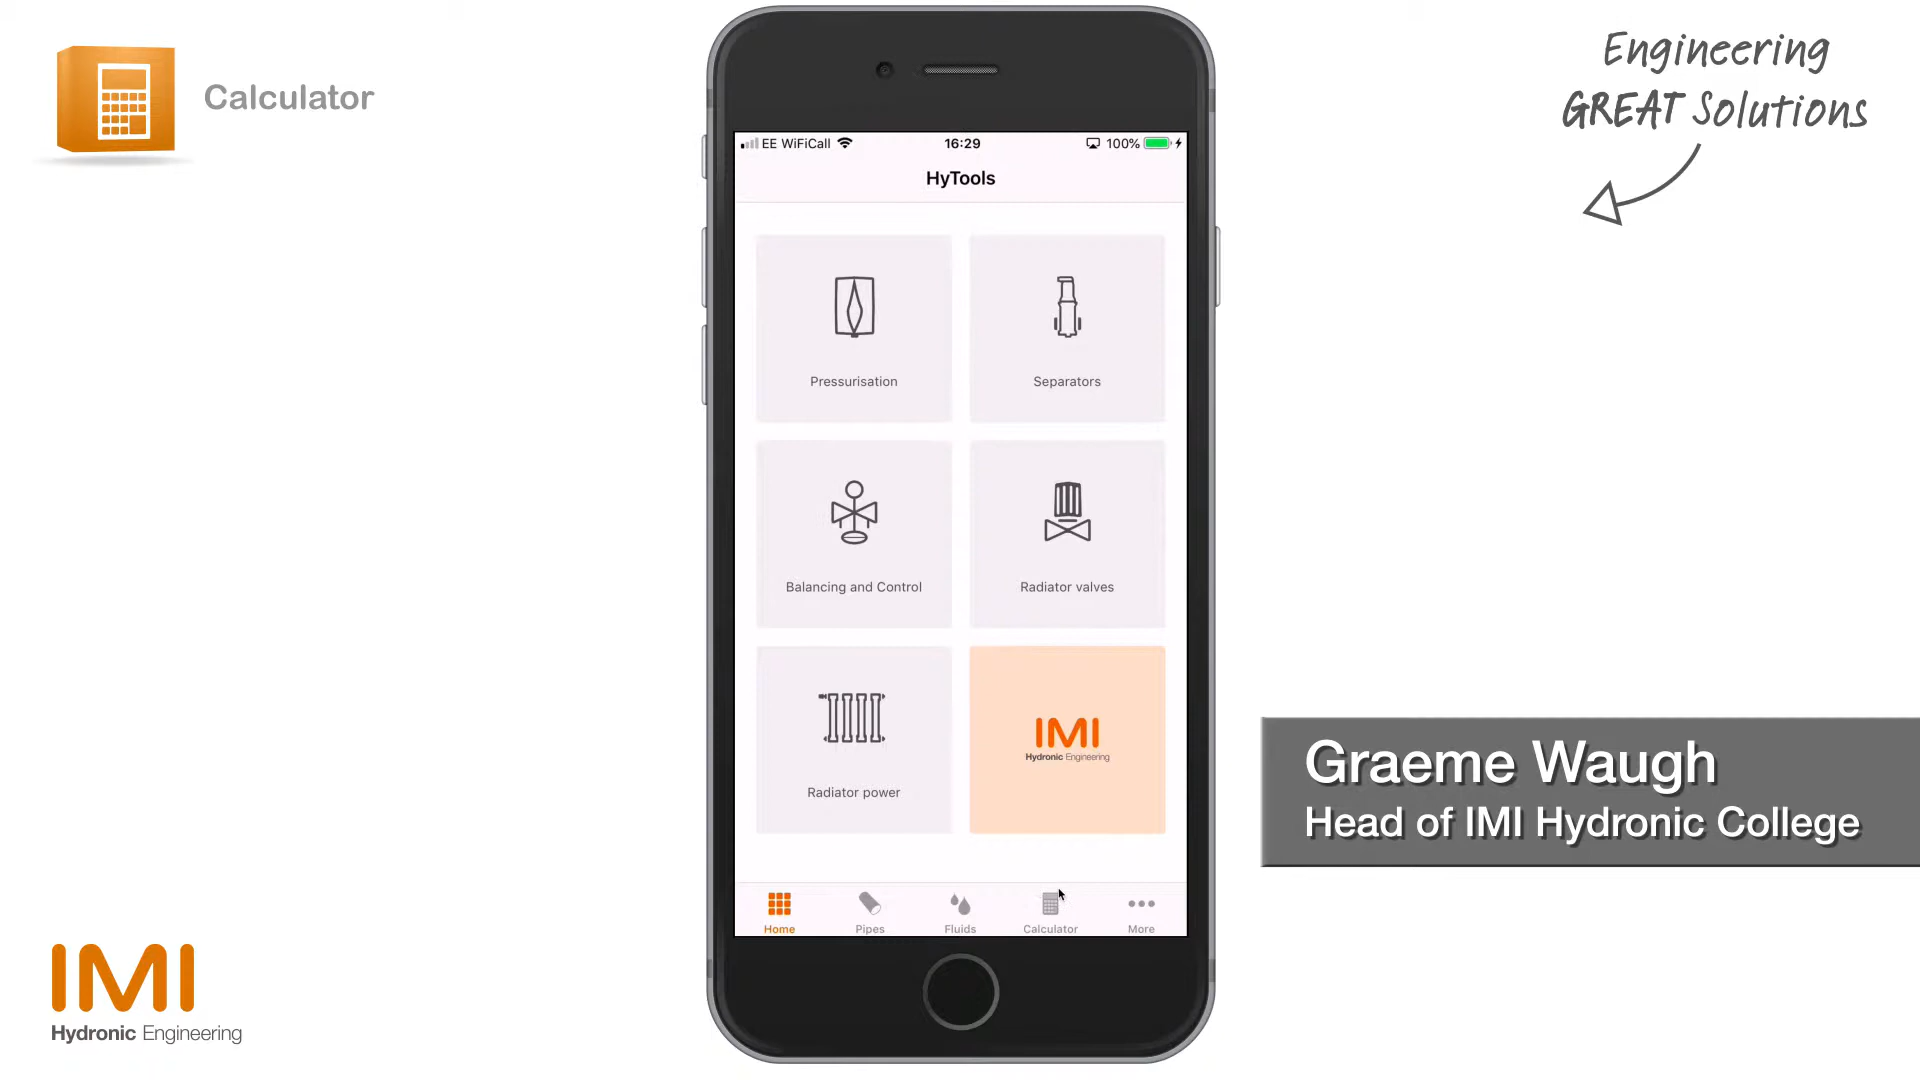 Calculator
Engineering
GREAT Solutions
EE WiFiCall
16:29
100%
HyTools
Pressurisation
Separators
Balancing and Control
Radiator valves
Radiator power
IMI
Hydronic Engineering
Home
Pipes
Fluids
Calculator
More
Graeme Waugh
Head of IMI Hydronic College
IMI
Hydronic Engineering